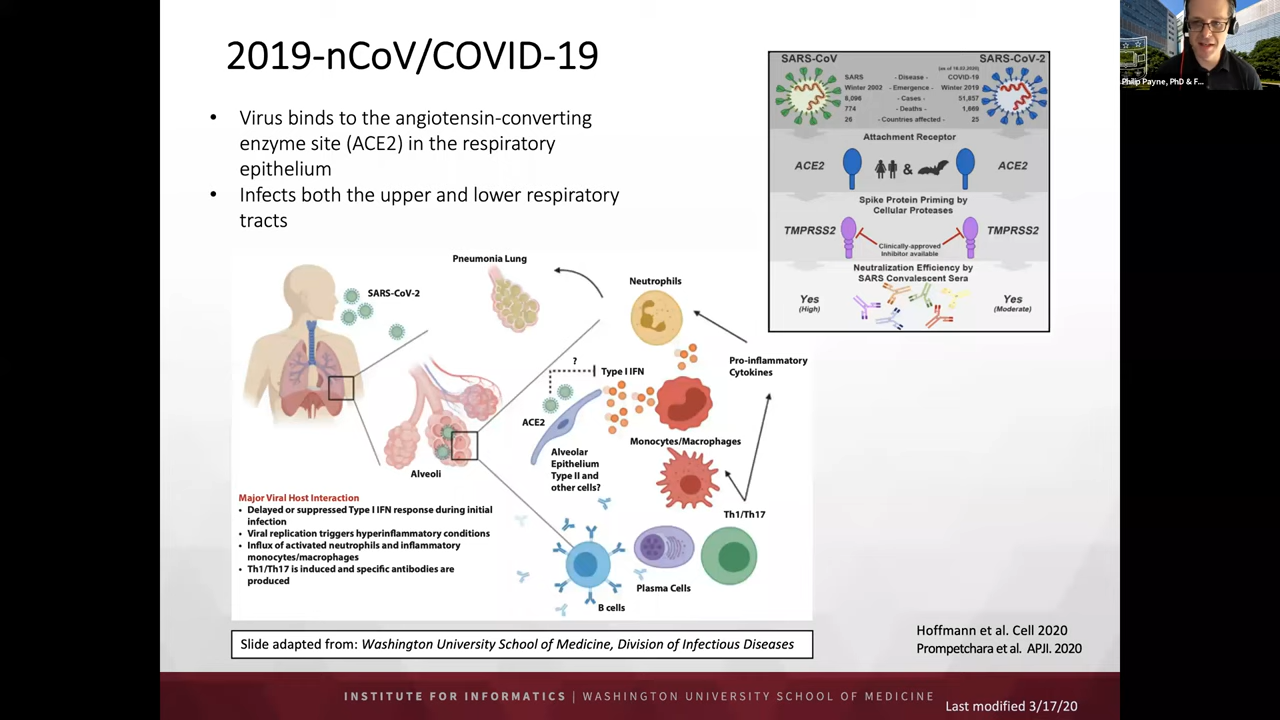 2019-nCoV/COVID-19
• Virus binds to the angiotensin-converting
enzyme site (ACE2) in the respiratory
epithelium
• Infects both the upper and lower respiratory
tracts
SARS-CoV
SARS-CoV-2
(as of 16.02.2020)
SARS - Disease - COVID-19
Winter 2002 - Emergence - Winter 2019
8,096 - Cases - 51,857
774 - Deaths - 1,669
26 - Countries affected - 25
Attachment Receptor
ACE2 & ACE2
Spike Protein Priming by
Cellular Proteases
TMPRSS2 TMPRSS2
Clinically-approved
Inhibitor available
Neutralization Efficiency by
SARS Convalescent Sera
Yes Yes
(High) (Moderate)
Philip Payne, PhD & F...
SARS-CoV-2
Pneumonia Lung
Neutrophils
Pro-inflammatory
Cytokines
?
Type I IFN
ACE2
Monocytes/Macrophages
Alveolar
Epithelium
Type II and
other cells?
Alveoli
Th1/Th17
Plasma Cells
B cells
Major Viral Host Interaction
• Delayed or suppressed Type I IFN response during initial
infection
• Viral replication triggers hyperinflammatory conditions
• Influx of activated neutrophils and inflammatory
monocytes/macrophages
• Th1/Th17 is induced and specific antibodies are
produced
Slide adapted from: Washington University School of Medicine, Division of Infectious Diseases
Hoffmann et al. Cell 2020
Prompetchara et al. APJI. 2020
INSTITUTE FOR INFORMATICS | WASHINGTON UNIVERSITY SCHOOL OF MEDICINE
Last modified 3/17/20